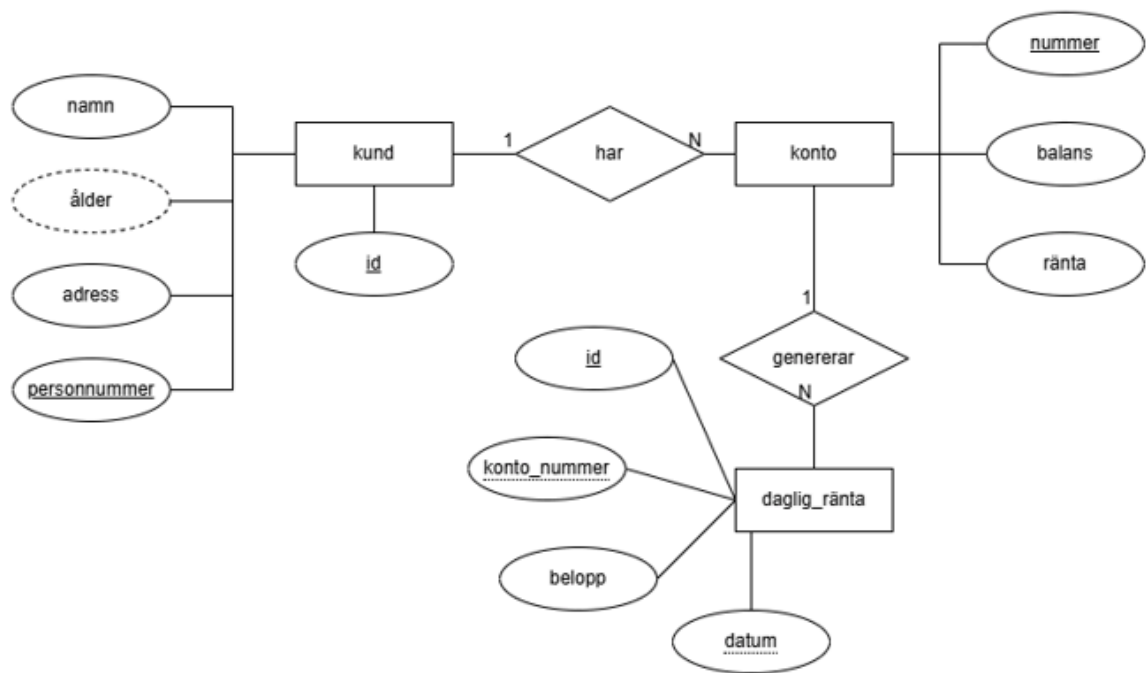 nummer
namn
kund
1
har
N
konto
balans
ålder
id
adress
ränta
personnummer
1
id
genererar
N
konto_nummer
daglig_ränta
belopp
datum